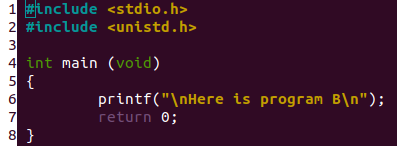 1 #include <stdio.h>
2 #include <unistd.h>
3
4 int main (void)
5 {
6         printf("\nHere is program B\n");
7         return 0;
8 }